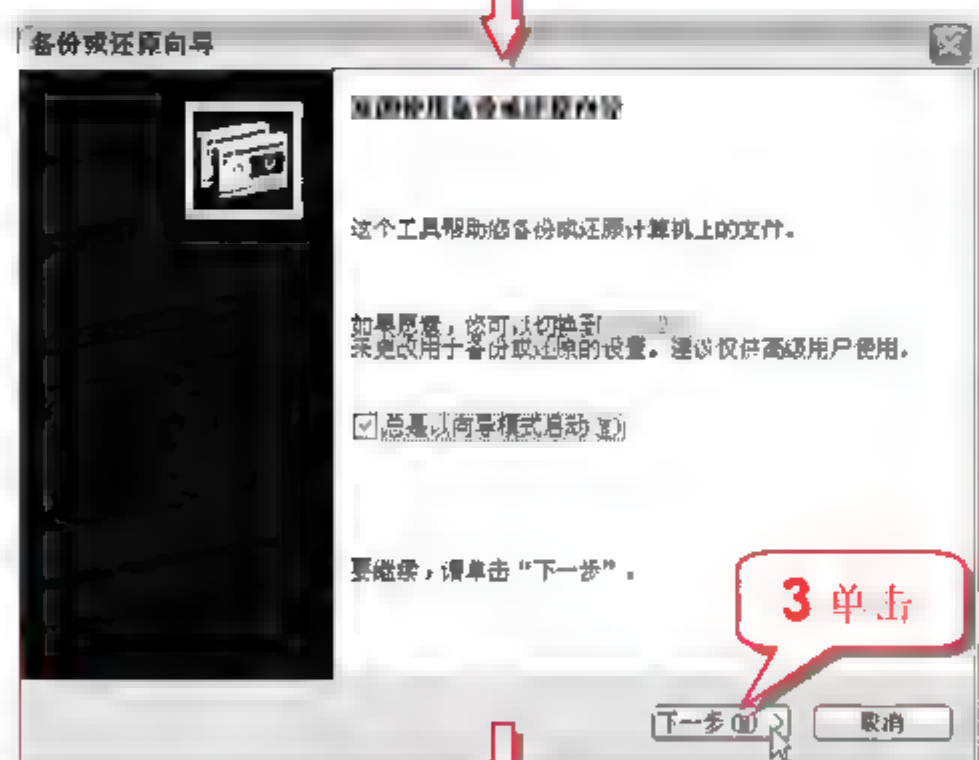 备份或还原向导
欢迎使用备份或还原向导
这个工具帮助您备份或还原计算机上的文件。
如果愿意，您可以切换到
来更改用于备份或还原的设置。建议仅供高级用户使用。
总是以向导模式启动
要继续，请单击“下一步”。
3 单击
下一步(N) >
取消